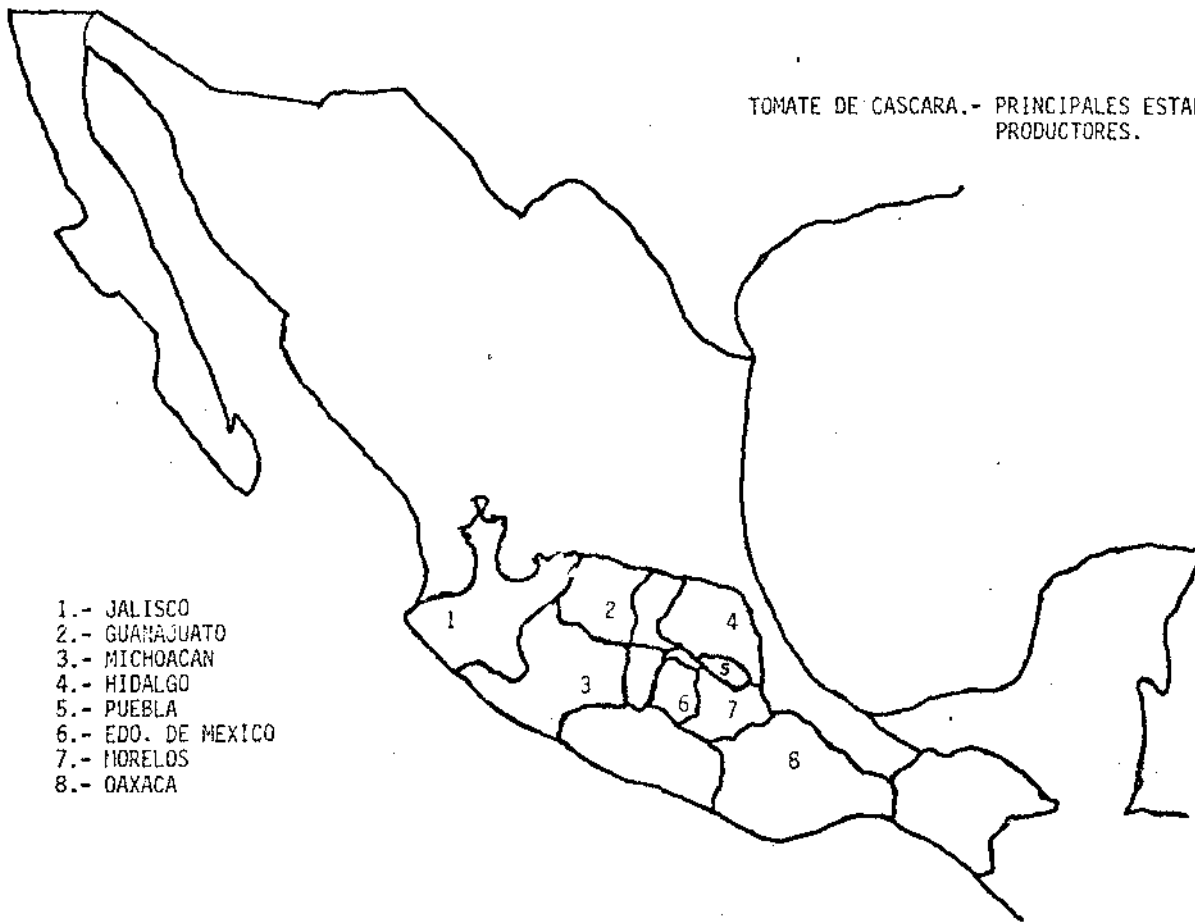 TOMATE DE CASCARA.- PRINCIPALES ESTA
PRODUCTORES.
1.- JALISCO
2.- GUANAJUATO
3.- MICHOACAN
4.- HIDALGO
5.- PUEBLA
6.- EDO. DE MEXICO
7.- MORELOS
8.- OAXACA
1
2
4
5
3
6
7
8